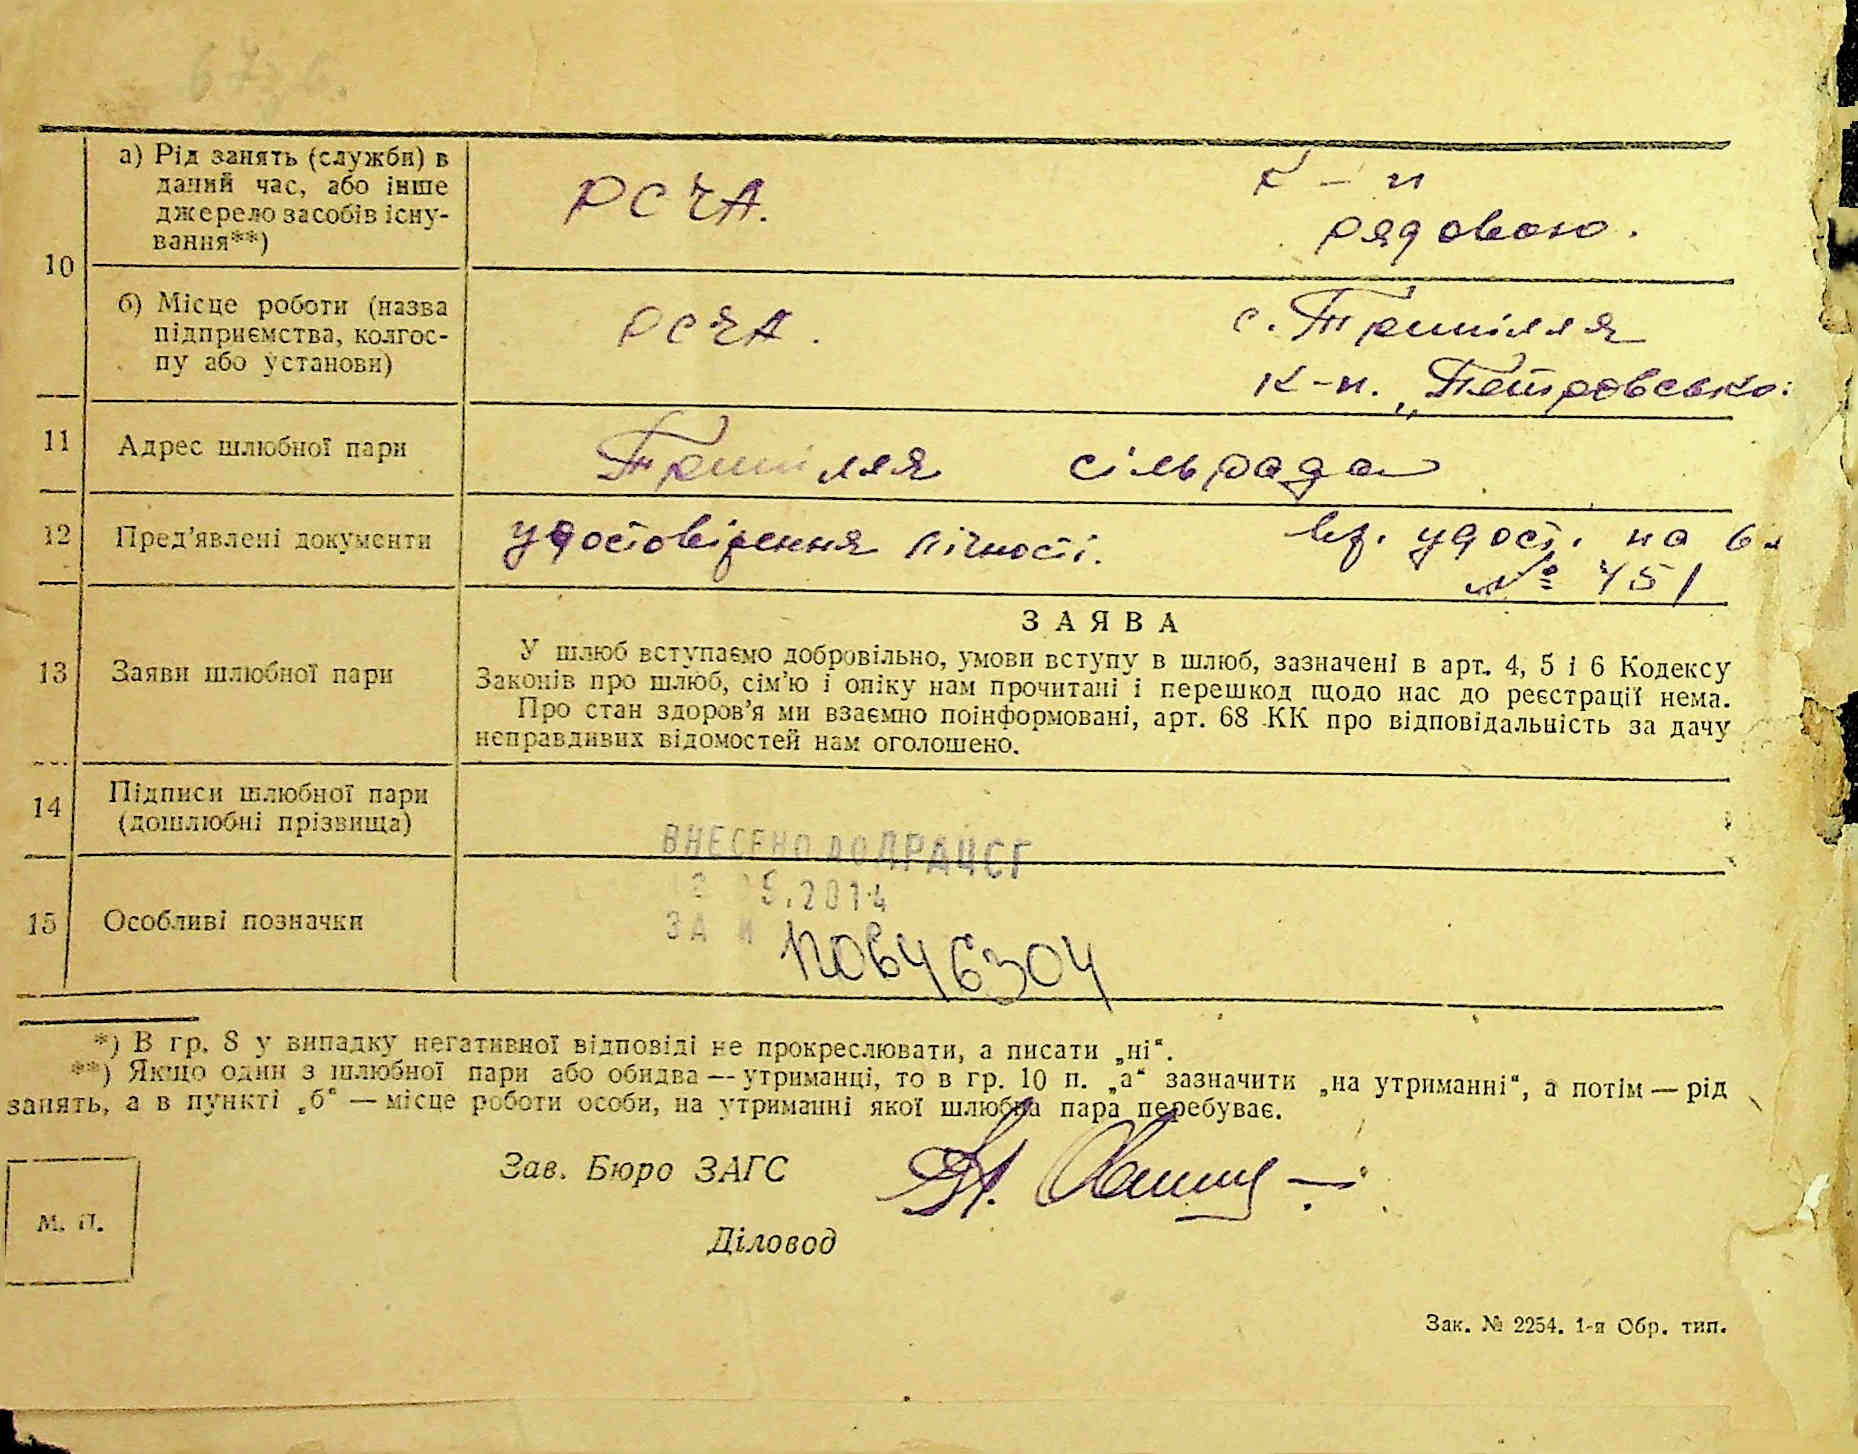 10
а) Рід занять (служби) в
даний час, або інше
джерело засобів існу-
вання**)
РСЧА.
к-п
рядовою.
б) Місце роботи (назва
підприємства, колгос-
пу або установи)
РСЧА.
с. Трипілля
к-п. „Петровсько
11
Адрес шлюбної пари
Трипілля сільрада
12
Пред'явлені документи
удостовірення лічності.
удост. на
№ 451
13
Заяви шлюбної пари
ЗАЯВА
У шлюб вступаємо добровільно, умови вступу в шлюб, зазначені в арт. 4, 5 і 6 Кодексу
Законів про шлюб, сім'ю і опіку нам прочитані і перешкод щодо нас до реєстрації нема.
Про стан здоров'я ми взаємно поінформовані, арт. 68 КК про відповідальність за дачу
неправдивих відомостей нам оголошено.
14
Підписи шлюбної пари
(дошлюбні прізвища)
ВНЕСЕНО ДО ДРАЦСГ
5.2014
15
Особливі позначки
ЗА №
*) В гр. 8 у випадку негативної відповіді не прокреслювати, а писати „ні“.
**) Якщо один з шлюбної пари або обидва — утриманці, то в гр. 10 п. „а“ зазначити „на утриманні“, а потім — рід
занять, а в пункті „б“ — місце роботи особи, на утриманні якої шлюбна пара перебуває.
Зав. Бюро ЗАГС
М. П.
Діловод
Зак. № 2254. 1-я Обр. тип.